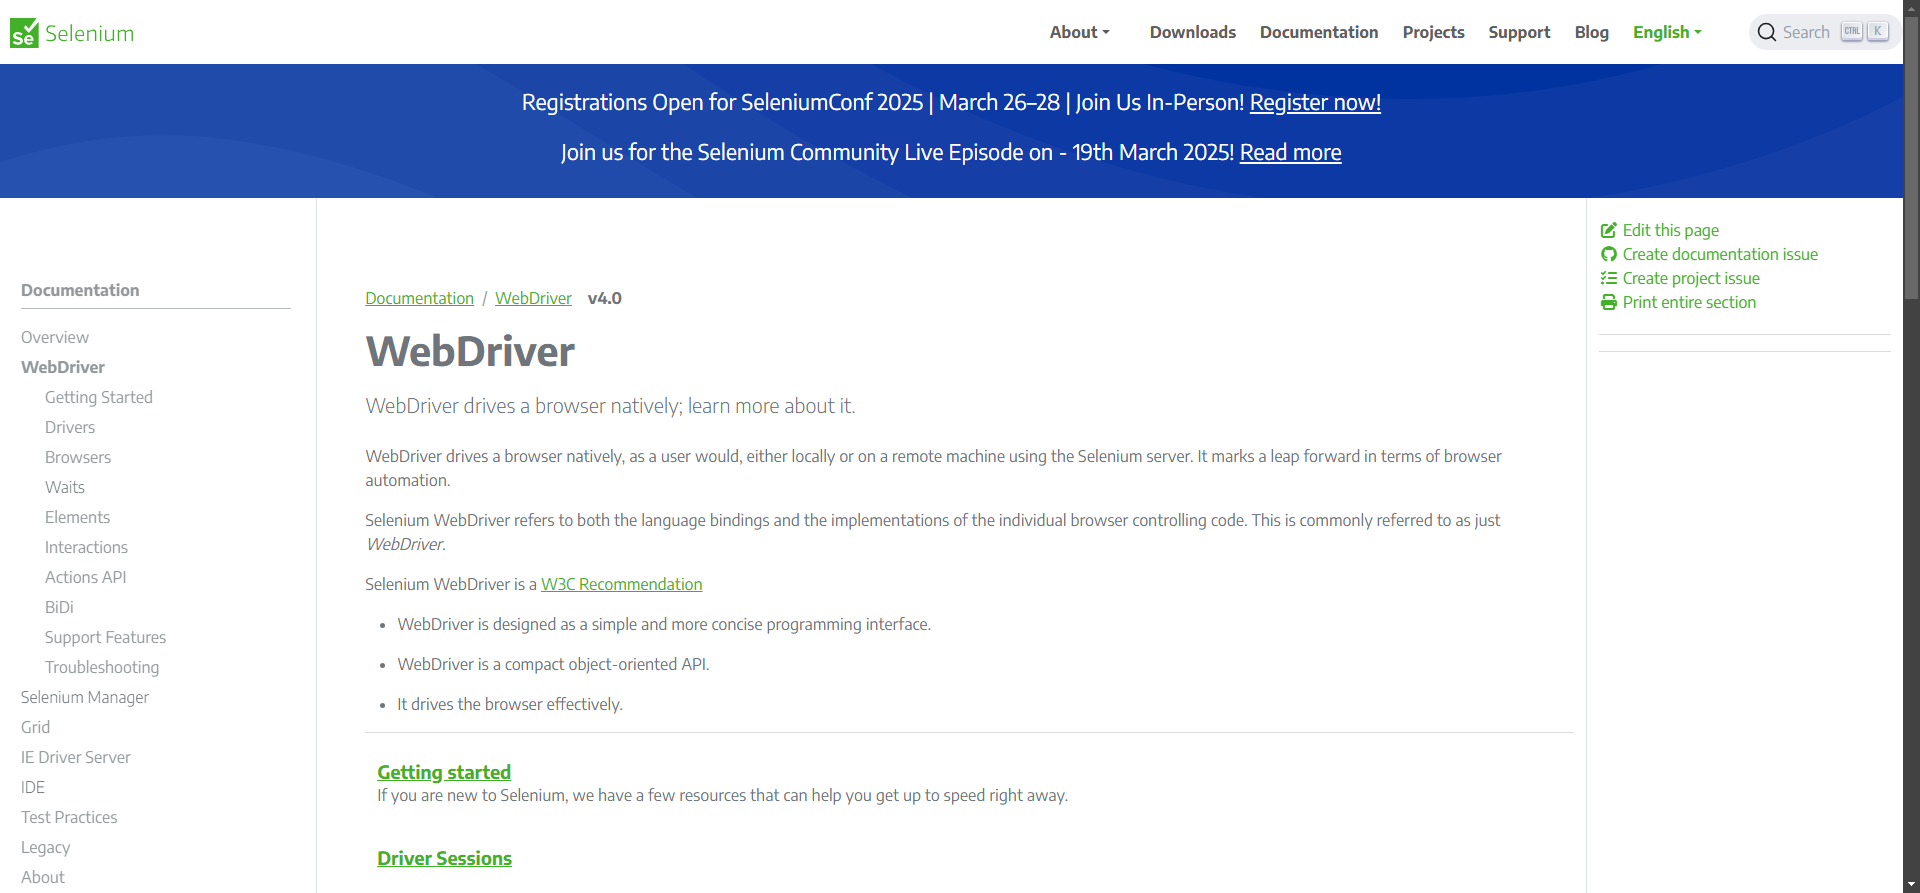 Se Selenium
About
Downloads
Documentation
Projects
Support
Blog
English
Search CTRL K
Registrations Open for SeleniumConf 2025 | March 26–28 | Join Us In-Person! Register now!
Join us for the Selenium Community Live Episode on - 19th March 2025! Read more
Documentation
Overview
WebDriver
Getting Started
Drivers
Browsers
Waits
Elements
Interactions
Actions API
BiDi
Support Features
Troubleshooting
Selenium Manager
Grid
IE Driver Server
IDE
Test Practices
Legacy
About
Documentation / WebDriver v4.0
WebDriver
WebDriver drives a browser natively; learn more about it.
WebDriver drives a browser natively, as a user would, either locally or on a remote machine using the Selenium server. It marks a leap forward in terms of browser
automation.
Selenium WebDriver refers to both the language bindings and the implementations of the individual browser controlling code. This is commonly referred to as just
WebDriver.
Selenium WebDriver is a W3C Recommendation
• WebDriver is designed as a simple and more concise programming interface.
• WebDriver is a compact object-oriented API.
• It drives the browser effectively.
Getting started
If you are new to Selenium, we have a few resources that can help you get up to speed right away.
Driver Sessions
Edit this page
Create documentation issue
Create project issue
Print entire section